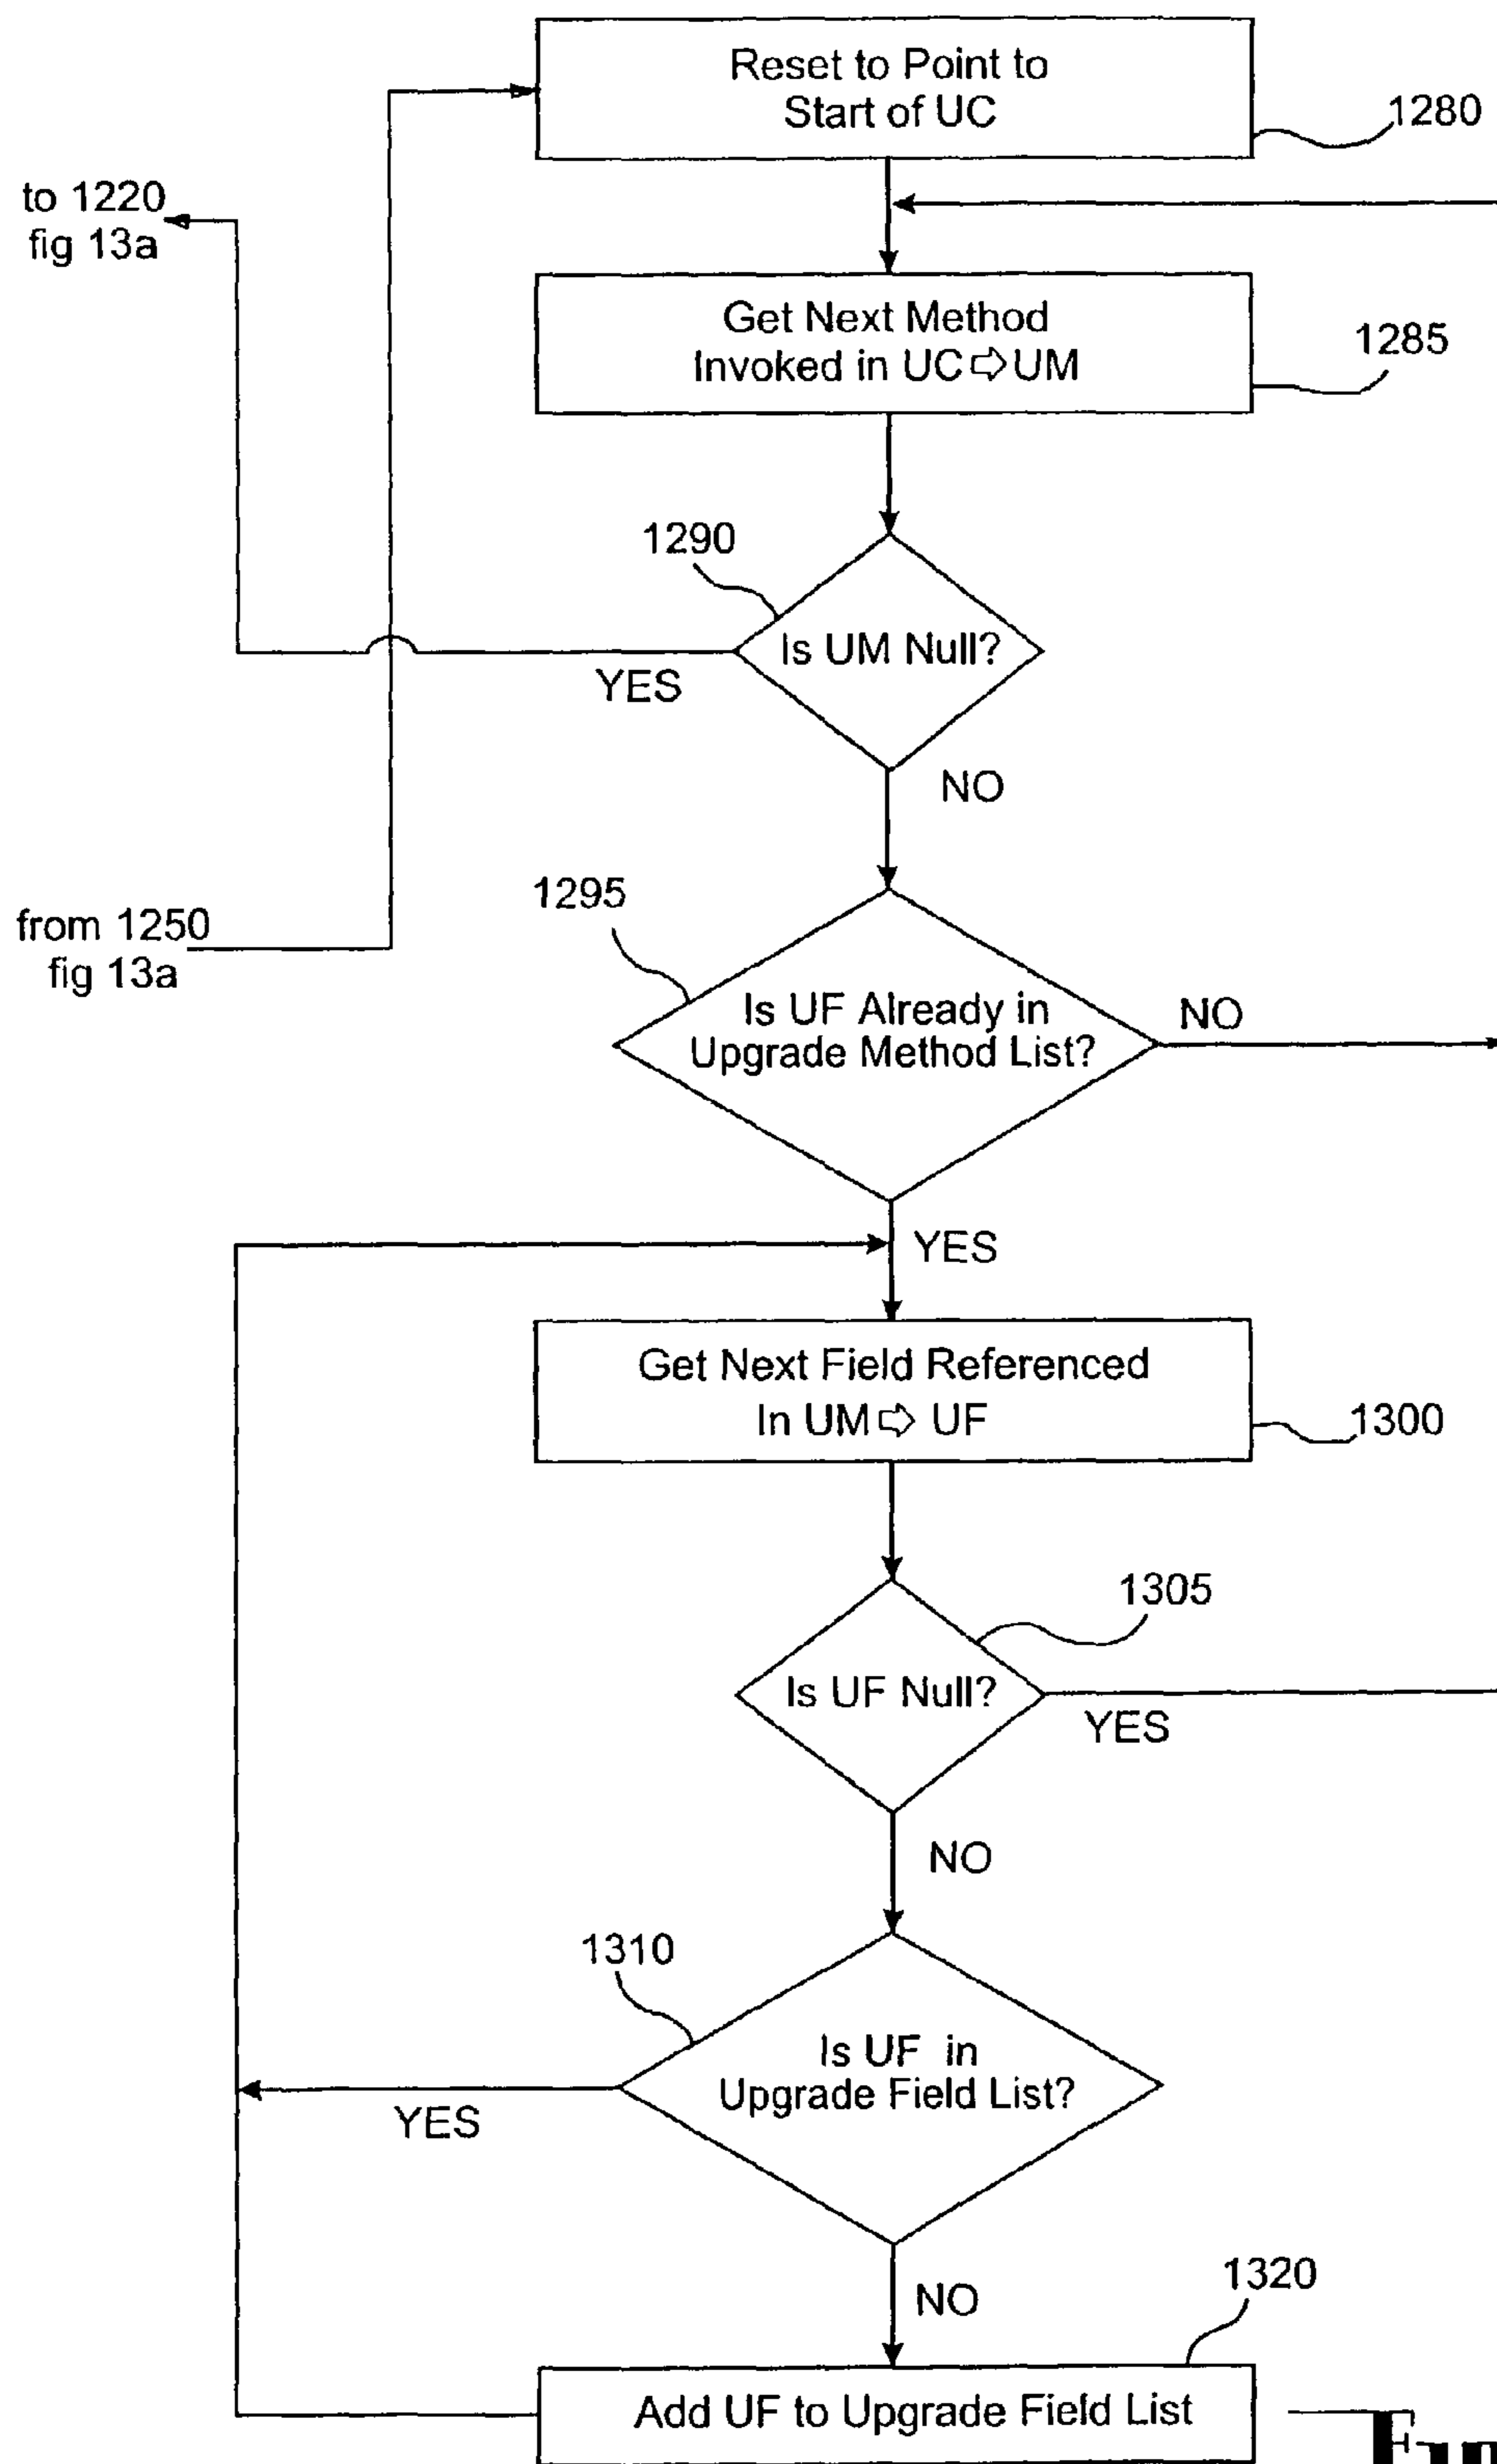 Reset to Point to
Start of UC
1280
to 1220
fig 13a
Get Next Method
Invoked in UC ⇨ UM
1285
1290
Is UM Null?
YES
NO
from 1250
fig 13a
1295
Is UF Already in
Upgrade Method List?
NO
YES
Get Next Field Referenced
In UM ⇨ UF
1300
1305
Is UF Null?
YES
NO
1310
Is UF in
Upgrade Field List?
YES
NO
1320
Add UF to Upgrade Field List